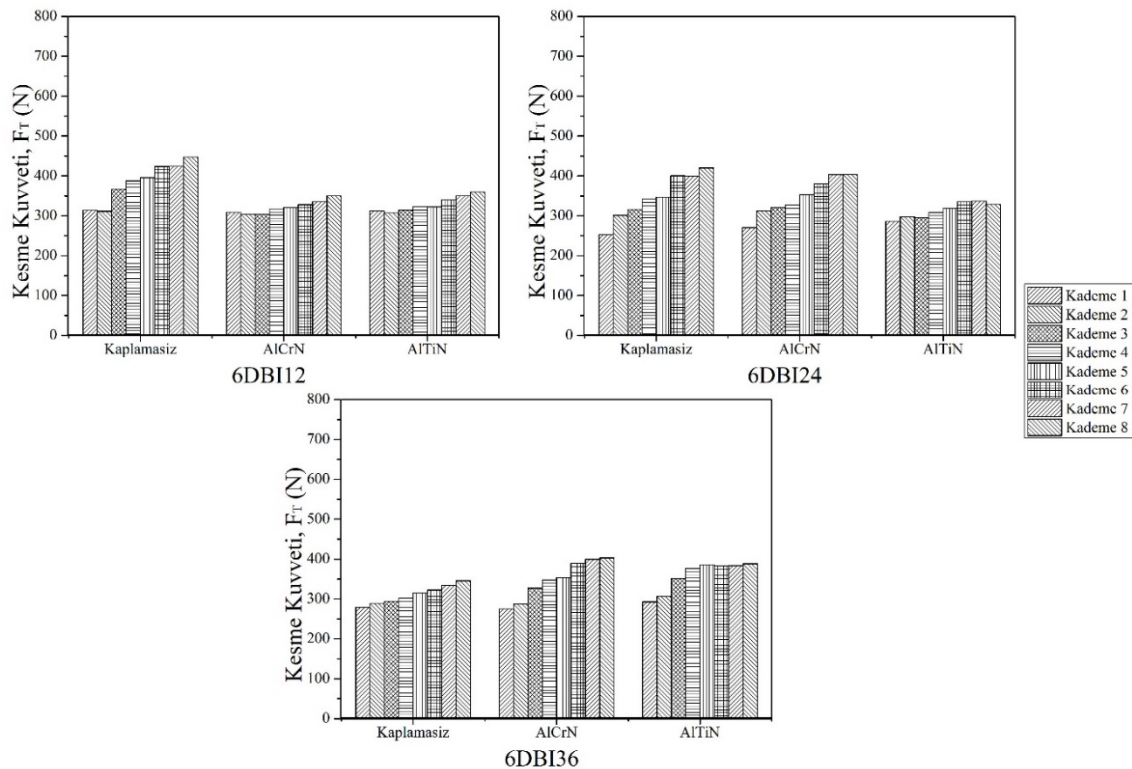 800
700
600
500
400
300
200
100
0
Kesme Kuvveti, FT (N)
Kaplamasiz AlCrN AlTiN
6DBI12
800
700
600
500
400
300
200
100
0
Kesme Kuvveti, FT (N)
Kaplamasiz AlCrN AlTiN
6DBI24
Kademe 1
Kademe 2
Kademe 3
Kademe 4
Kademe 5
Kademe 6
Kademe 7
Kademe 8
800
700
600
500
400
300
200
100
0
Kesme Kuvveti, FT (N)
Kaplamasiz AlCrN AlTiN
6DBI36